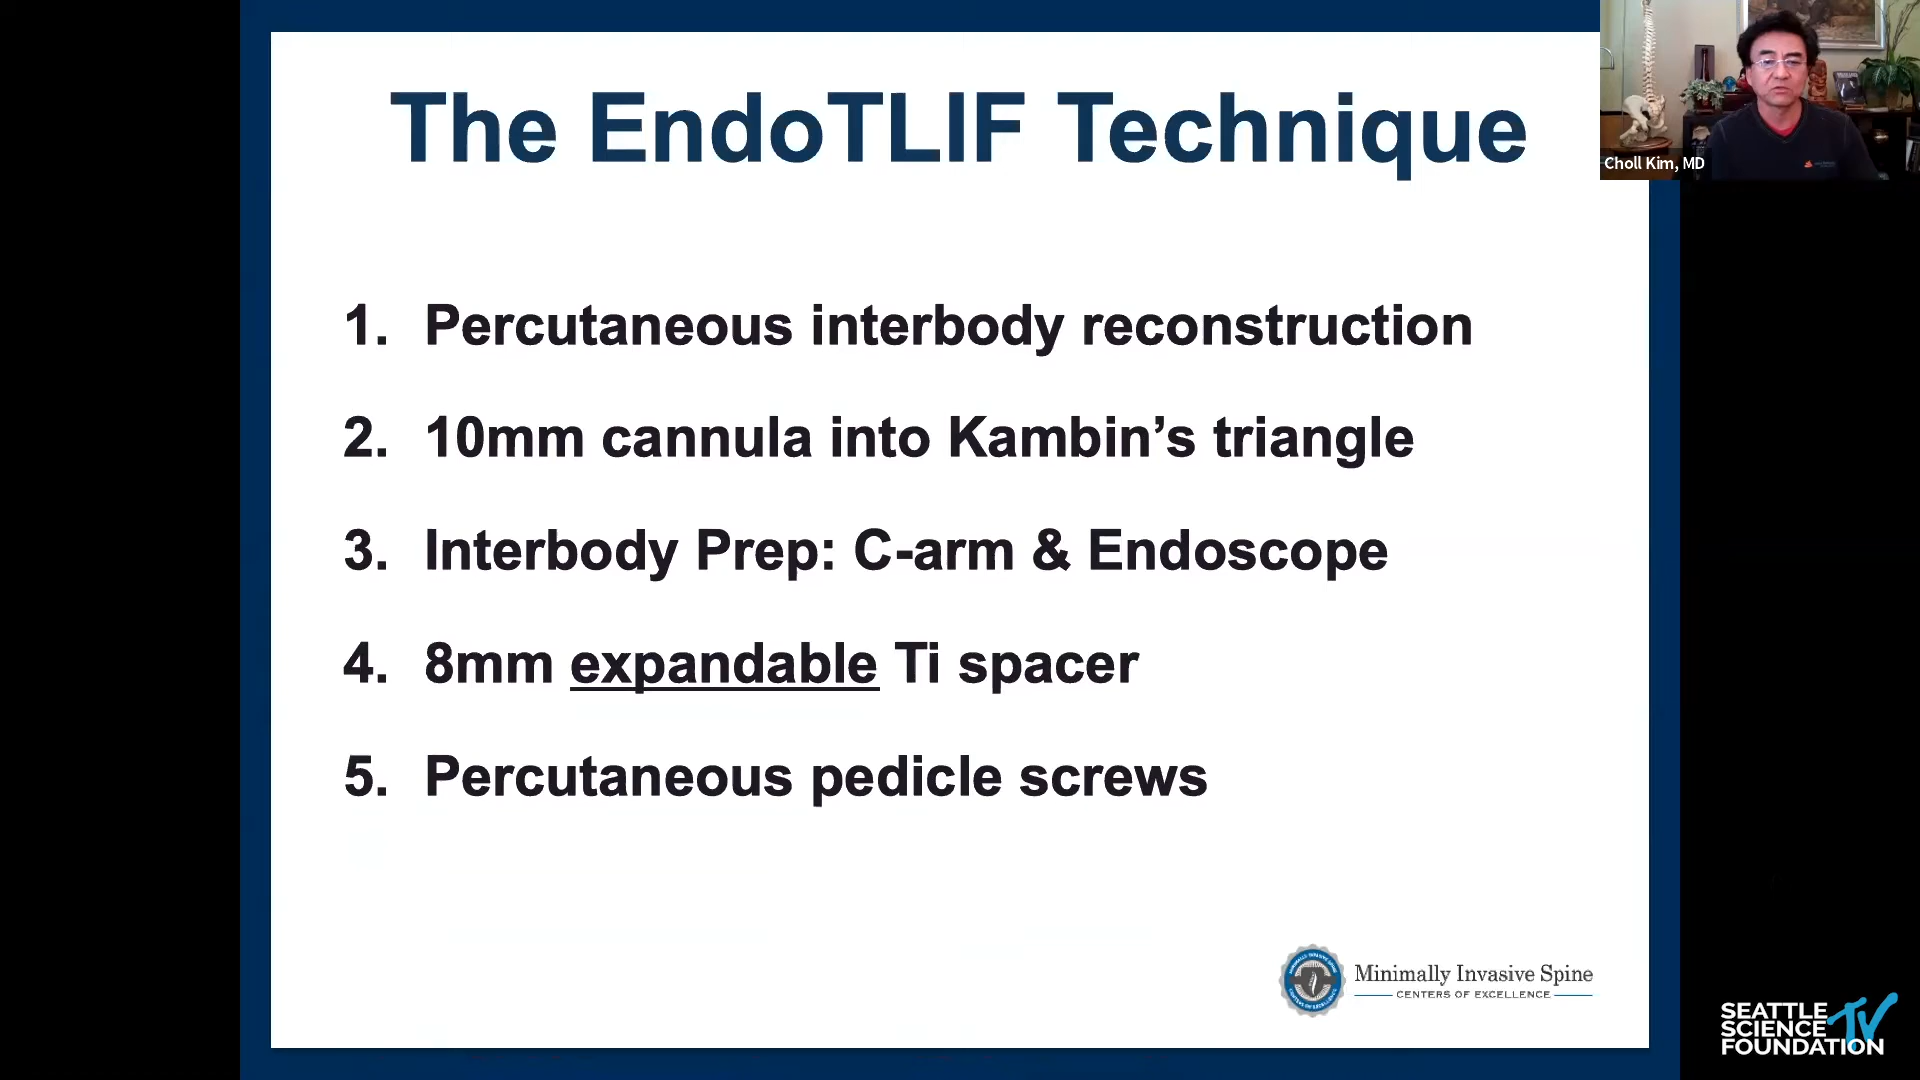 The EndoTLIF Technique
Choll Kim, MD
1. Percutaneous interbody reconstruction
2. 10mm cannula into Kambin’s triangle
3. Interbody Prep: C-arm & Endoscope
4. 8mm expandable Ti spacer
5. Percutaneous pedicle screws
Minimally Invasive Spine
CENTERS OF EXCELLENCE
SEATTLE
SCIENCE TV
FOUNDATION